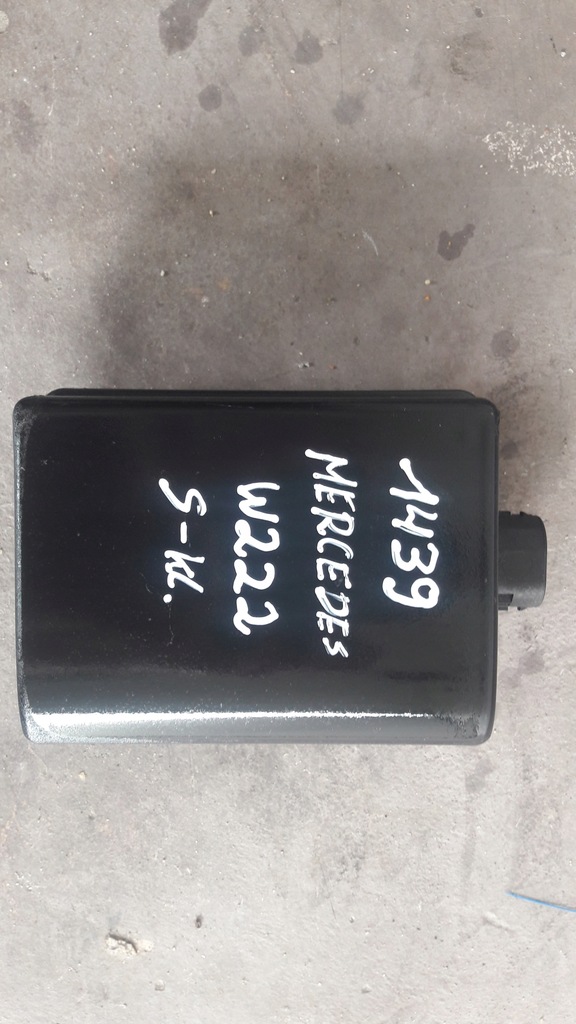 1439
MERCEDES
W222
S-Kl.